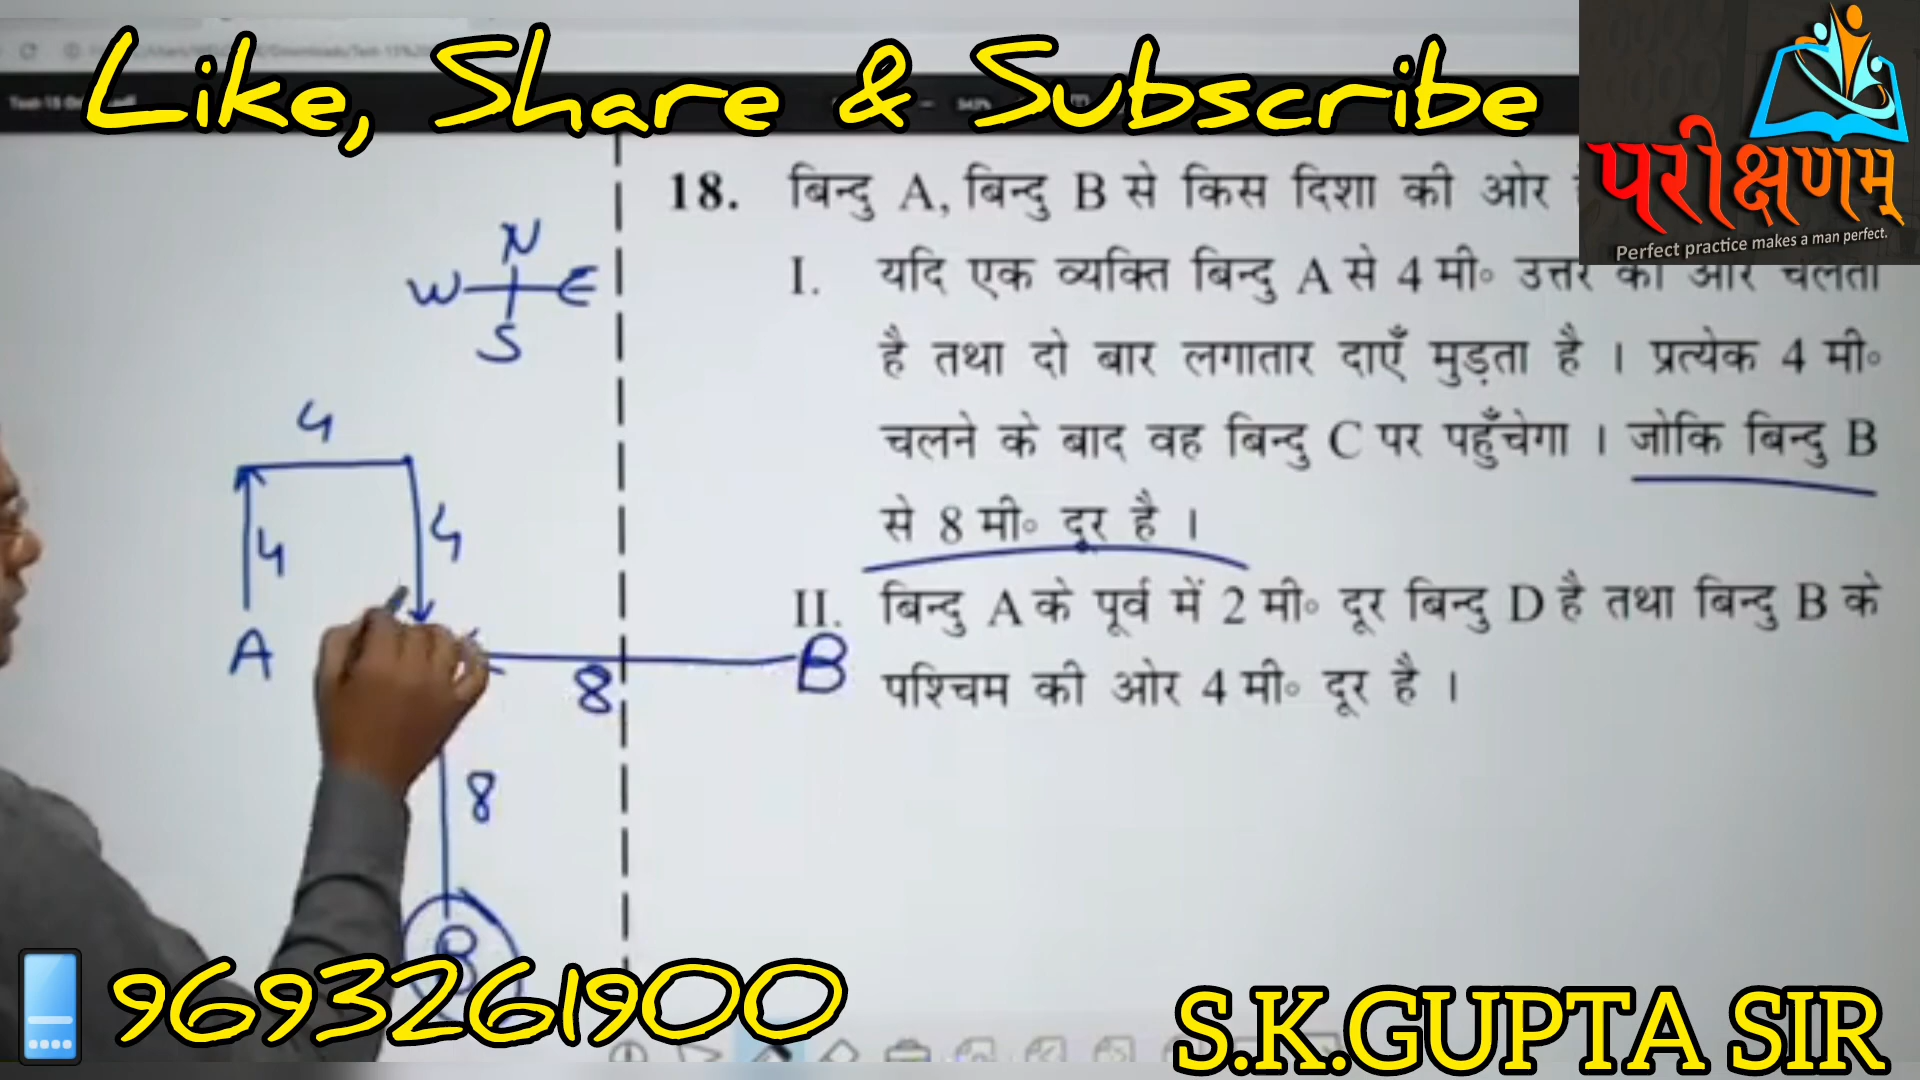 Like, Share & Subscribe
परीक्षणम्
Perfect practice makes a man perfect.
18. बिन्दु A, बिन्दु B से किस दिशा की ओर
I. यदि एक व्यक्ति बिन्दु A से 4 मी॰ उत्तर की ओर चलता
है तथा दो बार लगातार दाएँ मुड़ता है । प्रत्येक 4 मी॰
चलने के बाद वह बिन्दु C पर पहुँचेगा । जोकि बिन्दु B
से 8 मी॰ दूर है ।
II. बिन्दु A के पूर्व में 2 मी॰ दूर बिन्दु D है तथा बिन्दु B के
पश्चिम की ओर 4 मी॰ दूर है ।
N
W E
S
4
4 4
A B
8
8
B
9693261900
S.K.GUPTA SIR